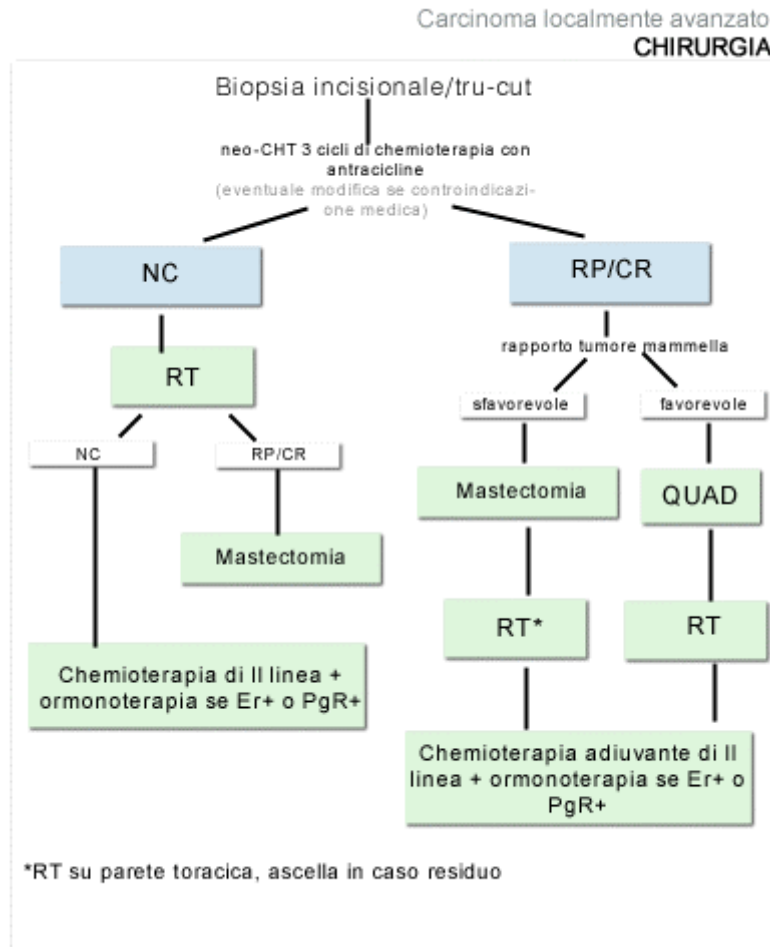 Carcinoma localmente avanzato
CHIRURGIA
Biopsia incisionale/tru-cut
neo-CHT 3 cicli di chemioterapia con
antracicline
(eventuale modifica se controindicazi-
one medica)
NC
RP/CR
rapporto tumore mammella
RT
sfavorevole
favorevole
NC
RP/CR
Mastectomia
QUAD
Mastectomia
RT*
RT
Chemioterapia di II linea +
ormonoterapia se Er+ o PgR+
Chemioterapia adiuvante di II
linea + ormonoterapia se Er+ o
PgR+
*RT su parete toracica, ascella in caso residuo